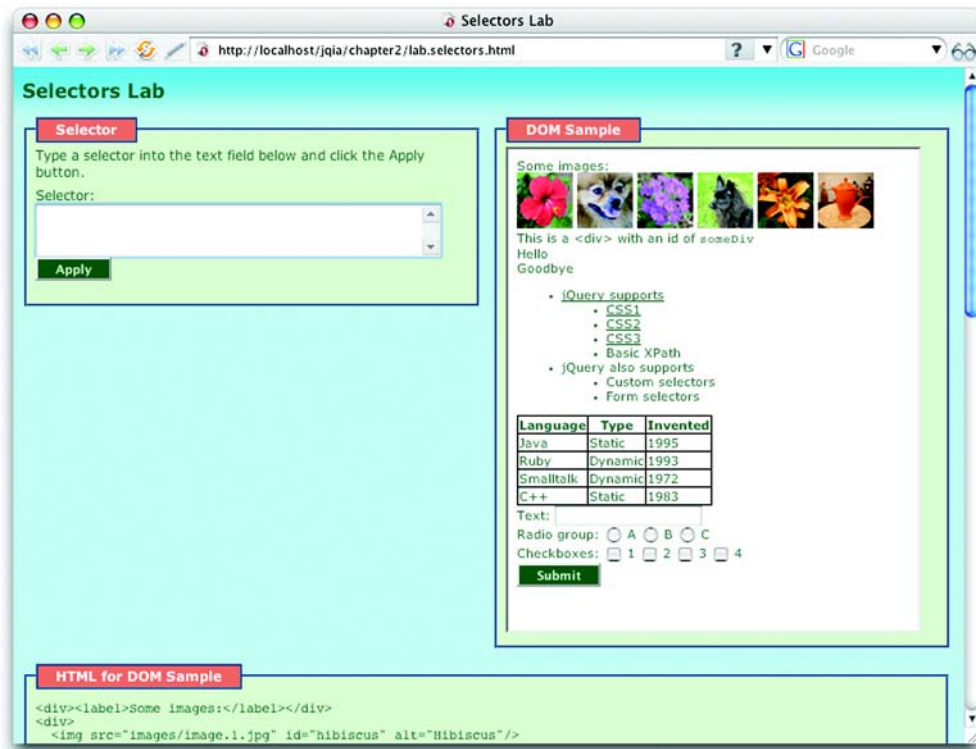 Selectors Lab
http://localhost/jqia/chapter2/lab.selectors.html
?
G Google
Selectors Lab
Selector
Type a selector into the text field below and click the Apply
button.
Selector:
Apply
DOM Sample
Some images:
This is a <div> with an id of someDiv
Hello
Goodbye
jQuery supports
CSS1
CSS2
CSS3
Basic XPath
jQuery also supports
Custom selectors
Form selectors
Language Type Invented
Java Static 1995
Ruby Dynamic 1993
Smalltalk Dynamic 1972
C++ Static 1983
Text:
Radio group: A B C
Checkboxes: 1 2 3 4
Submit
HTML for DOM Sample
<div><label>Some images:</label></div>
<div>
<img src="images/image.1.jpg" id="hibiscus" alt="Hibiscus"/>